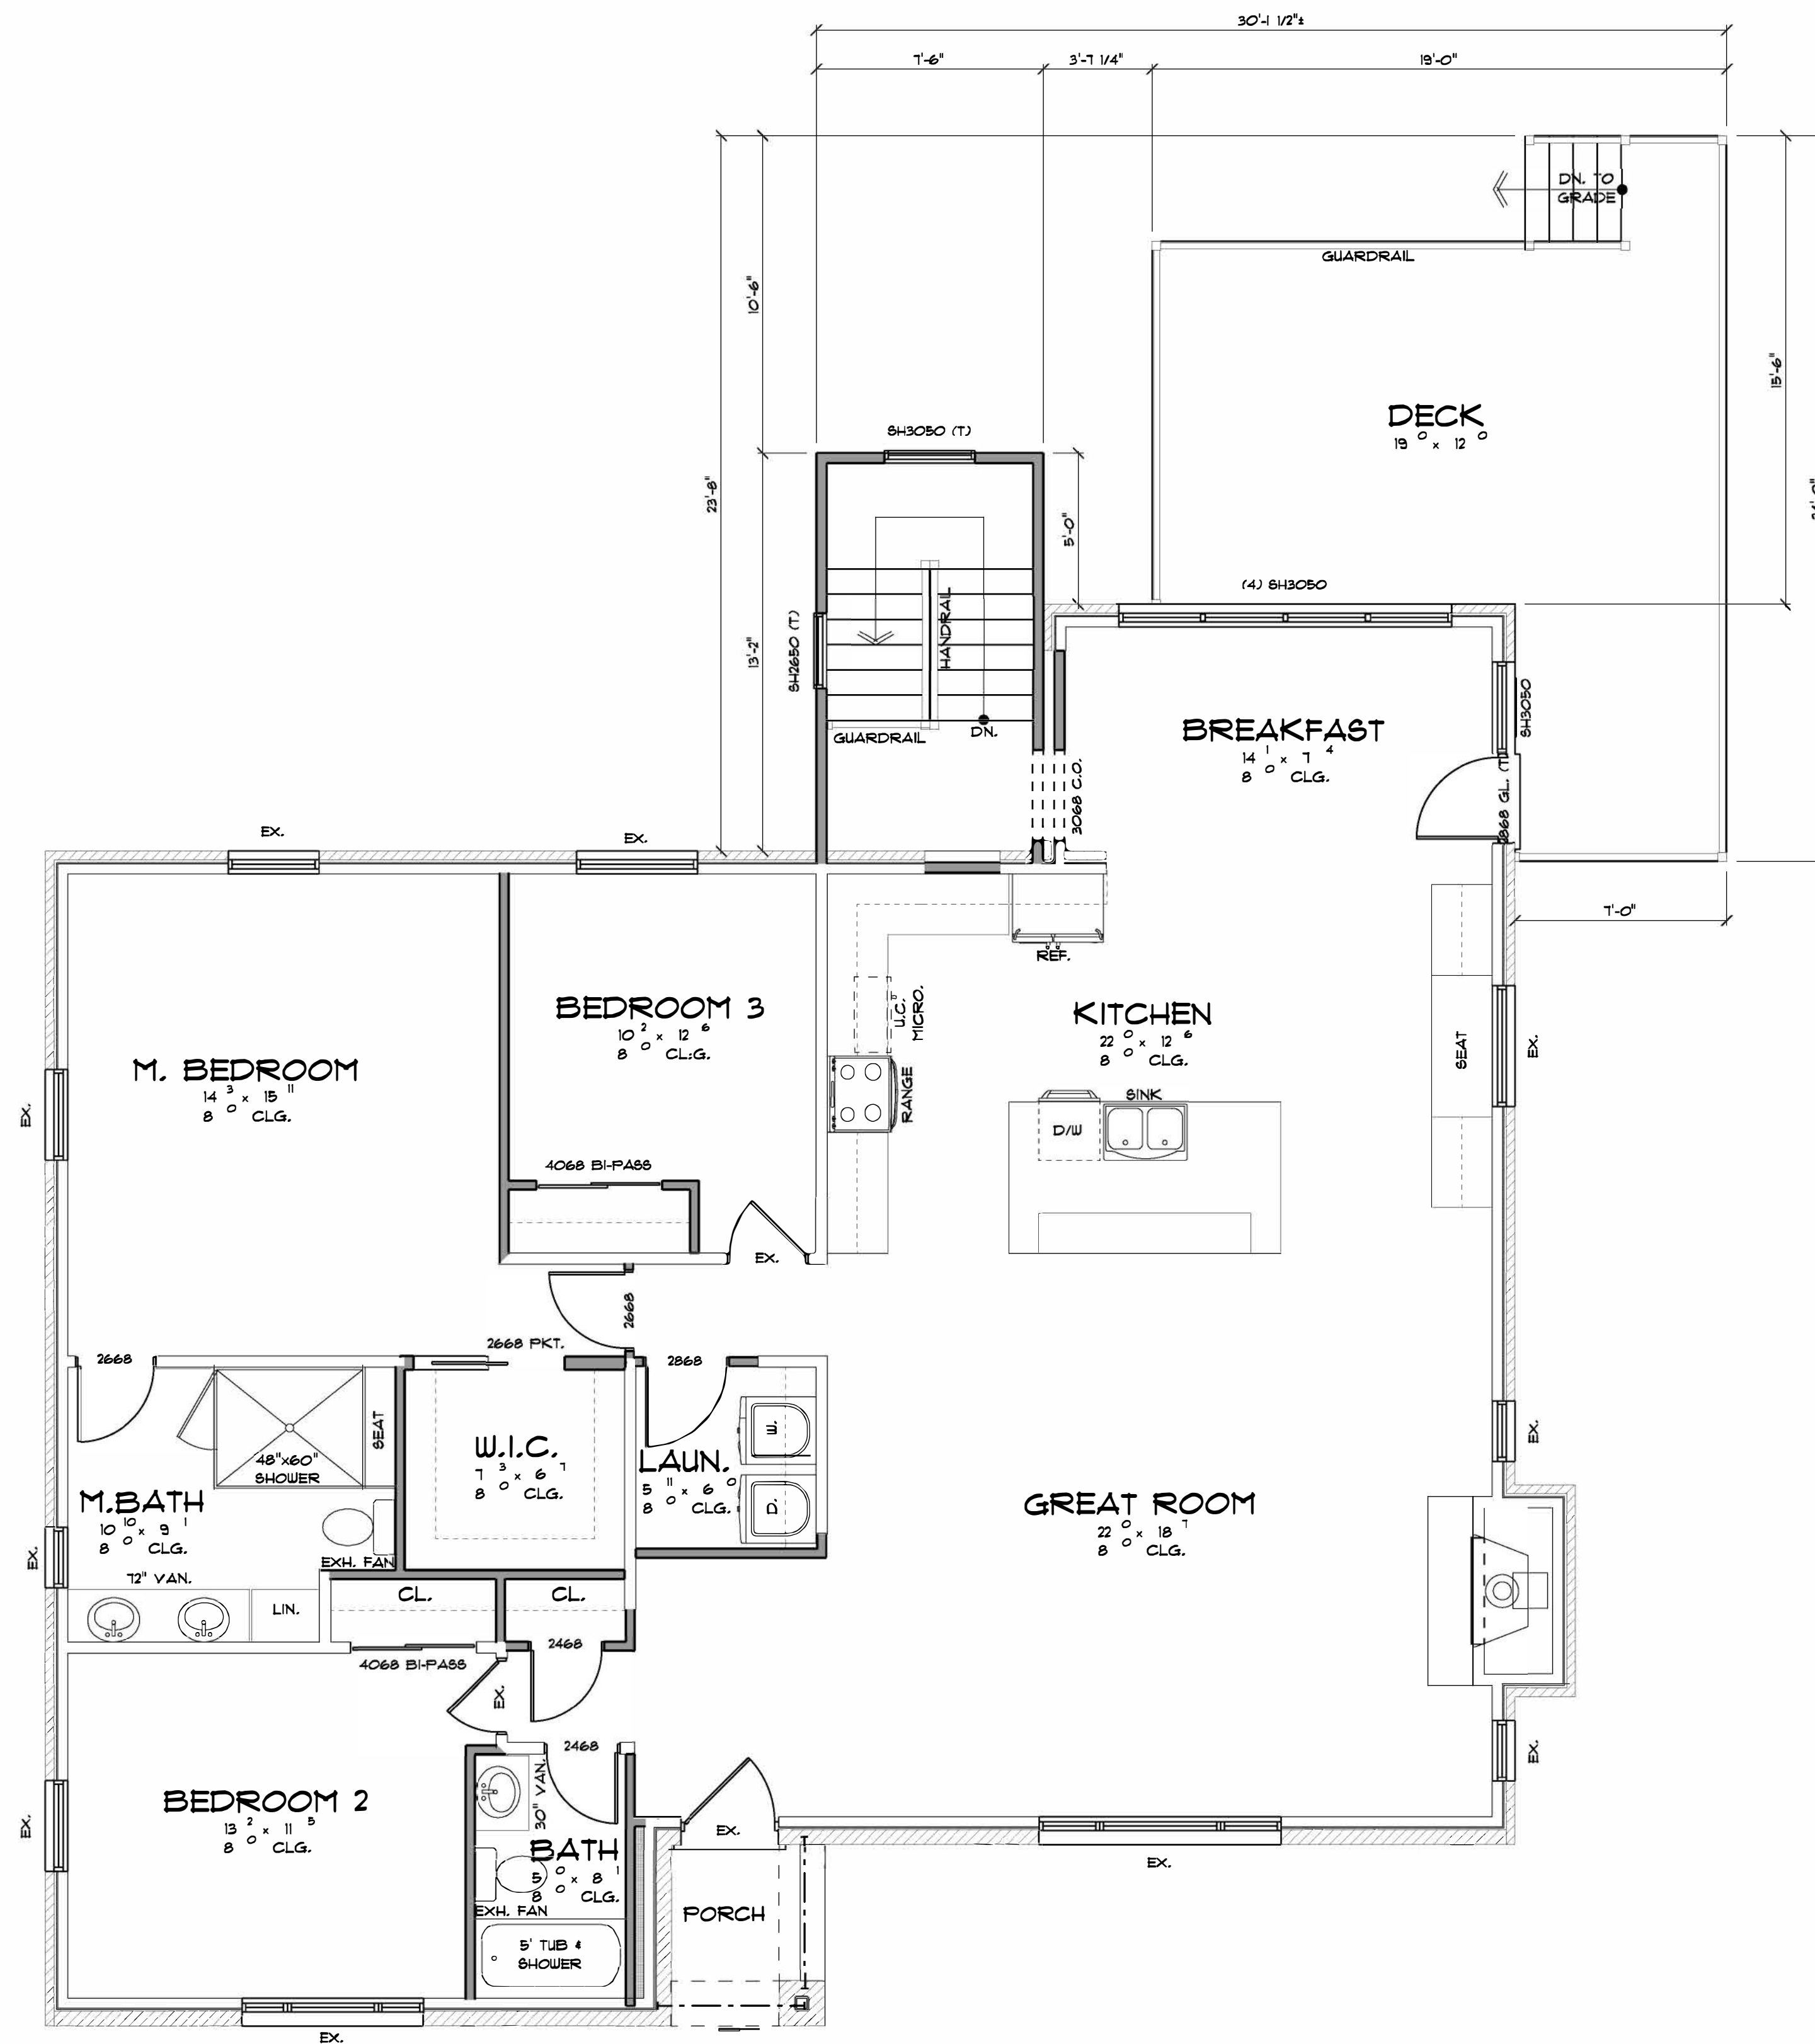 30'-1 1/2"±
7'-6"
3'-7 1/4"
19'-0"
DN. TO
GRADE
GUARDRAIL
10'-6"
15'-6"
DECK
19 0 x 12 0
SH3050 (T)
23'-8"
5'-0"
(4) SH3050
HANDRAIL
SH2650 (T)
13'-2"
SH3050
GUARDRAIL
DN.
BREAKFAST
14 1 x 7 4
8 0 CLG.
3068 C.O.
2868 GL. (T)
EX.
EX.
7'-0"
REF.
U.C.
MICRO.
BEDROOM 3
10 2 x 12 6
8 0 CL:G.
KITCHEN
22 0 x 12 6
8 0 CLG.
SEAT
EX.
M. BEDROOM
14 3 x 15 11
8 0 CLG.
EX.
RANGE
SINK
D/W
4068 BI-PASS
EX.
2668
2668 PKT.
2668
2868
SEAT
48"x60"
SHOWER
W.I.C.
7 3 x 6 7
8 0 CLG.
LAUN.
5 11 x 6 0
8 0 CLG.
W.
D.
EX.
M.BATH
10 10 x 9 1
8 0 CLG.
GREAT ROOM
22 0 x 18 7
8 0 CLG.
EX.
EXH. FAN
72" VAN.
LIN.
CL.
CL.
2468
4068 BI-PASS
EX.
2468
EX.
30" VAN.
BEDROOM 2
13 2 x 11 5
8 0 CLG.
EX.
EX.
BATH
5 0 x 8 1
8 0 CLG.
EX.
EXH. FAN
PORCH
5' TUB &
SHOWER
EX.